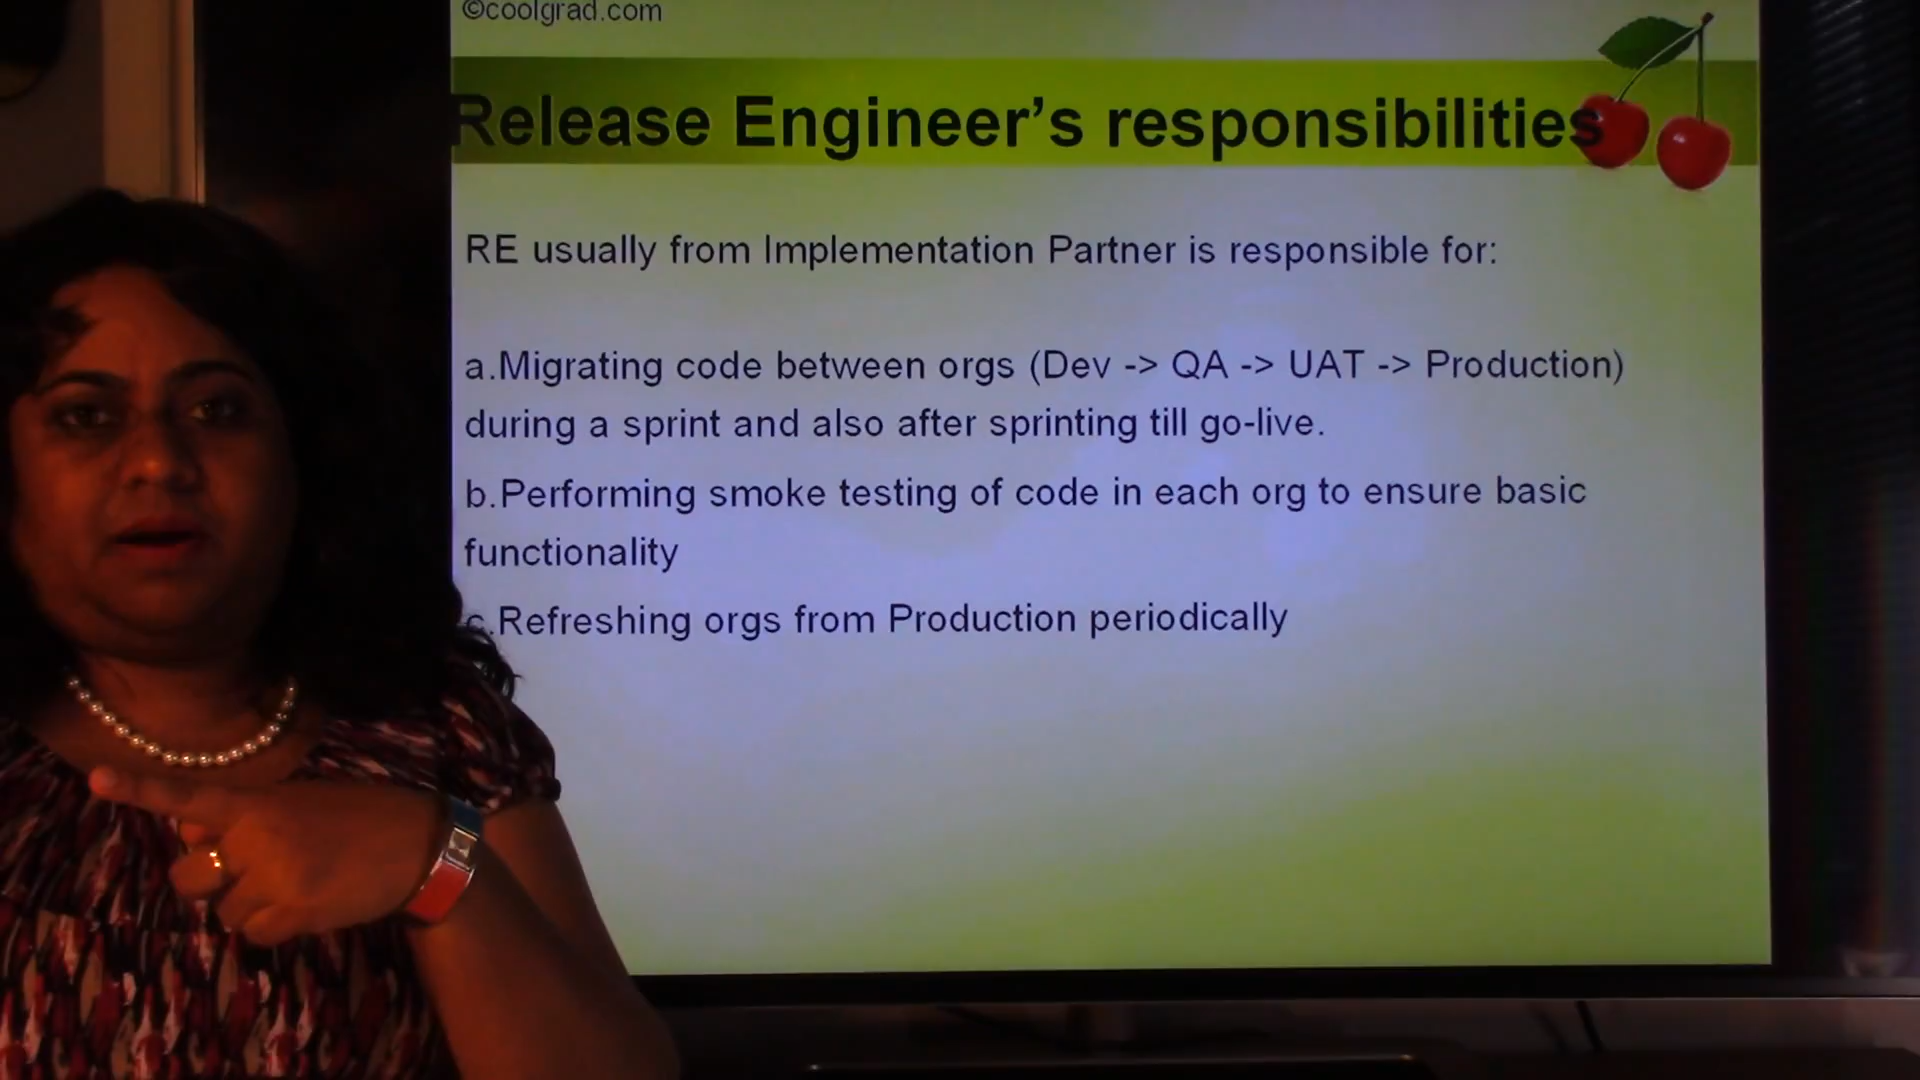 ©coolgrad.com
Release Engineer’s responsibilities
RE usually from Implementation Partner is responsible for:
a.Migrating code between orgs (Dev -> QA -> UAT -> Production)
during a sprint and also after sprinting till go-live.
b.Performing smoke testing of code in each org to ensure basic
functionality
c.Refreshing orgs from Production periodically